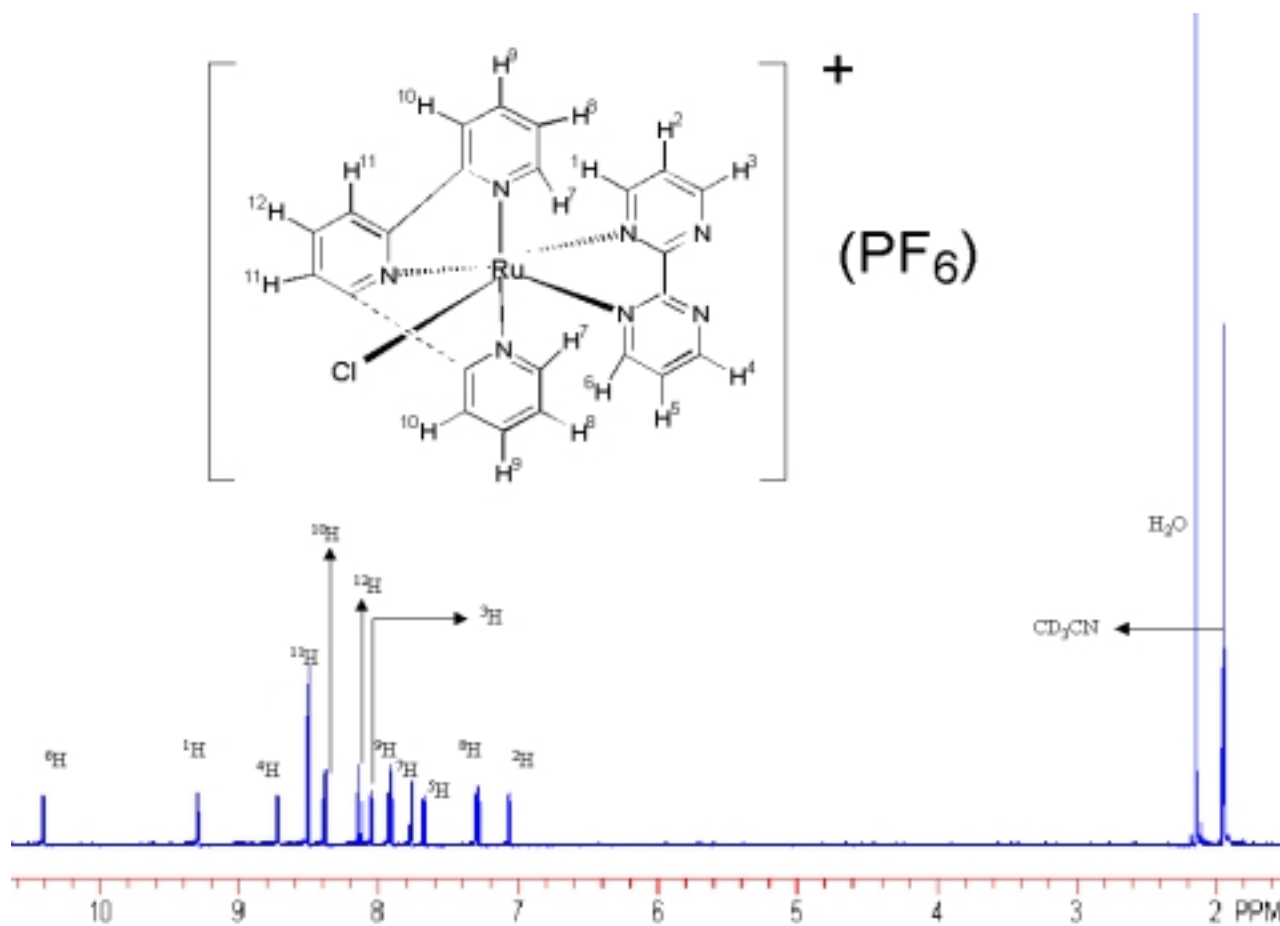 ⁹H
+
¹⁰H
H⁸
H²
¹H
H³
H¹¹
N
H⁷
¹²H
N
N
(PF₆)
Ru
¹¹H
N
N
N
H⁷
N
Cl
H⁴
⁶H
H⁵
¹⁰H
H⁸
H⁹
H₂O
¹⁰H
¹²H
³H
CD₃CN
¹¹H
⁶H
¹H
⁴H
⁹H
⁷H
⁵H
⁸H
²H
10 9 8 7 6 5 4 3 2 PPM